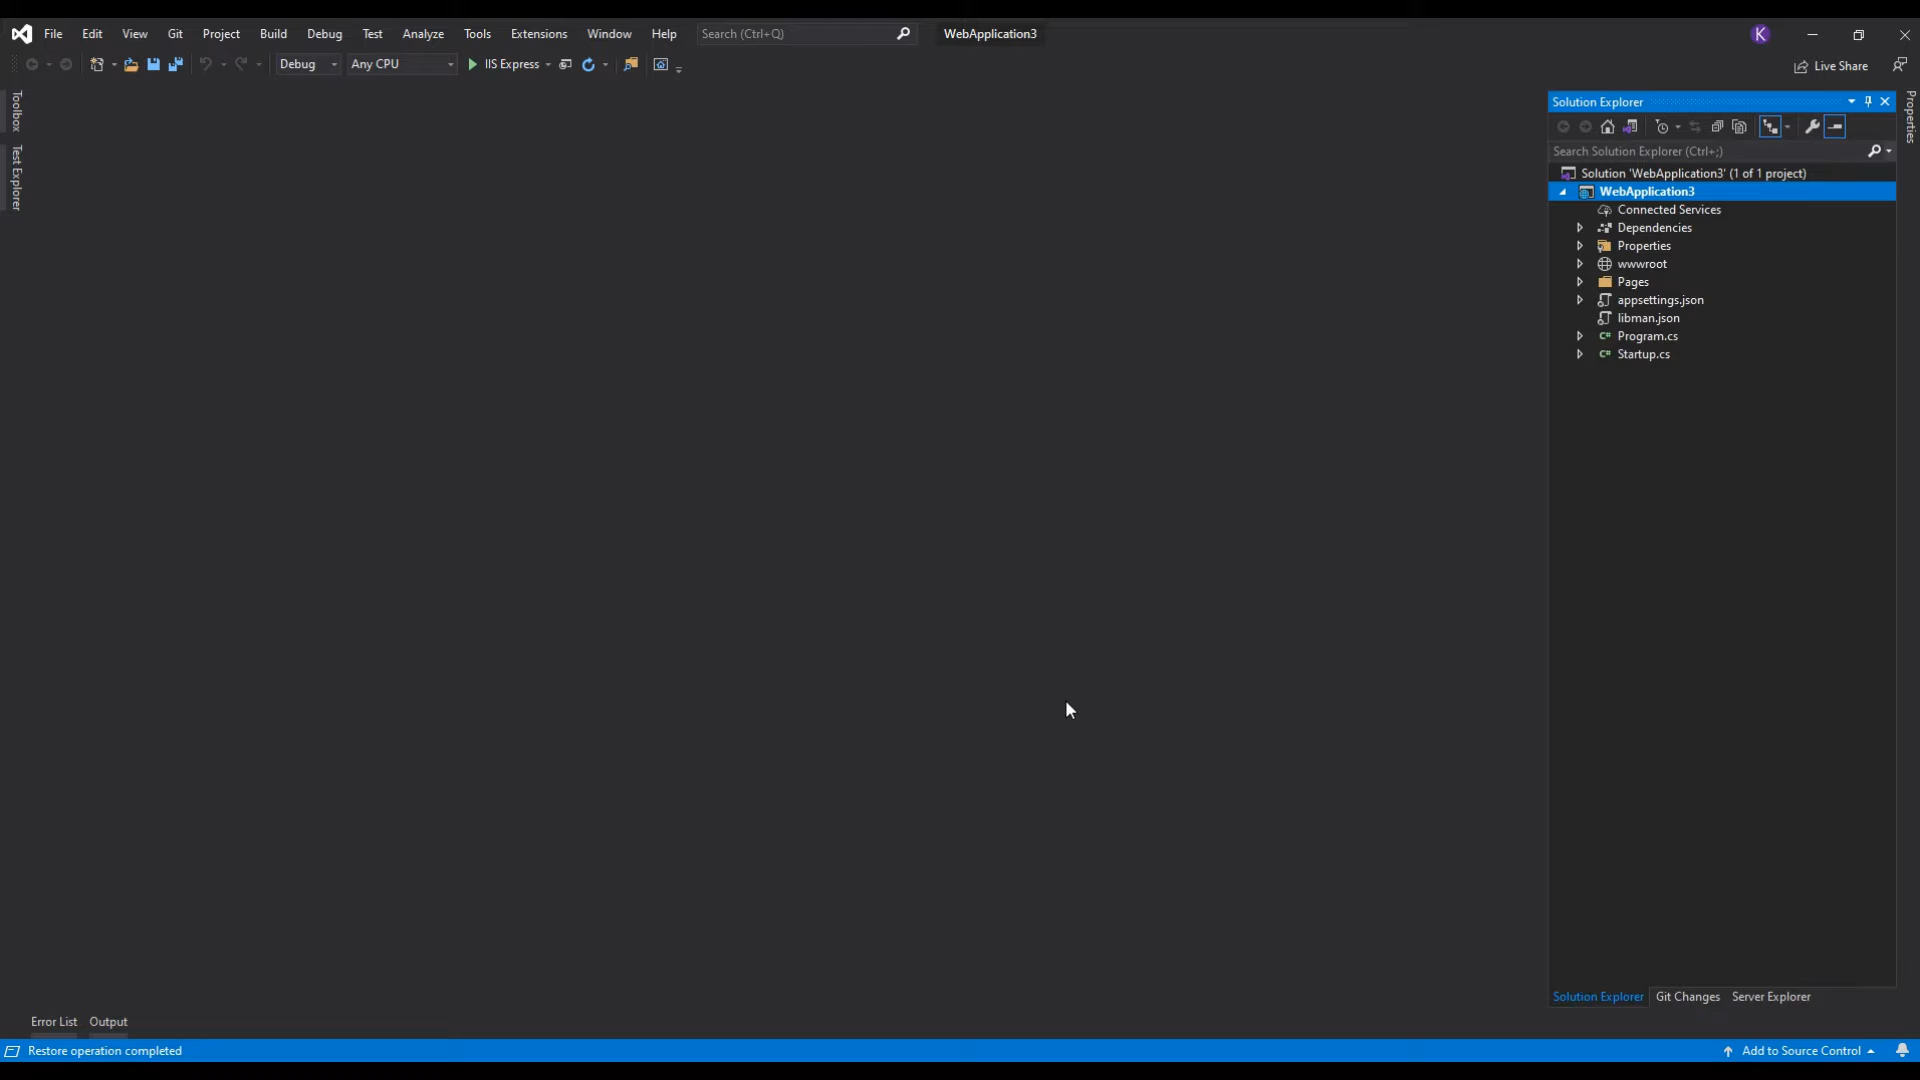 File Edit View Git Project Build Debug Test Analyze Tools Extensions Window Help Search (Ctrl+Q) WebApplication3 K
Debug Any CPU IIS Express Live Share
Toolbox
Test Explorer
Solution Explorer
Search Solution Explorer (Ctrl+;)
Solution 'WebApplication3' (1 of 1 project)
WebApplication3
Connected Services
Dependencies
Properties
wwwroot
Pages
appsettings.json
libman.json
C# Program.cs
C# Startup.cs
Properties
Solution Explorer Git Changes Server Explorer
Error List Output
Restore operation completed Add to Source Control